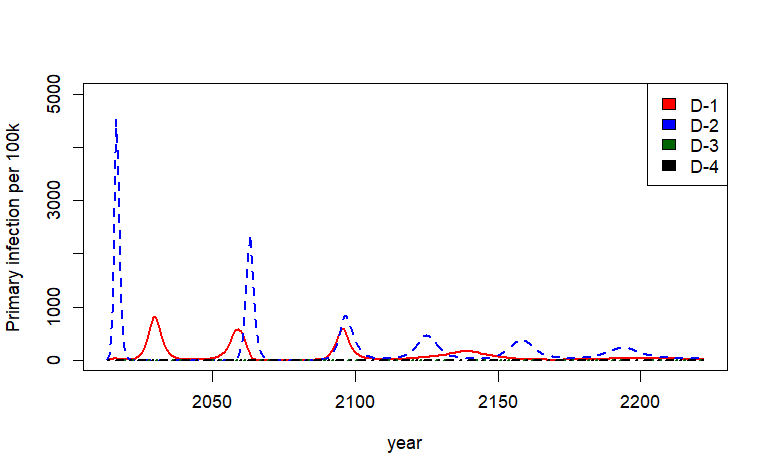 Primary infection per 100k
5000
3000
1000
0
D-1
D-2
D-3
D-4
2050
2100
2150
2200
year